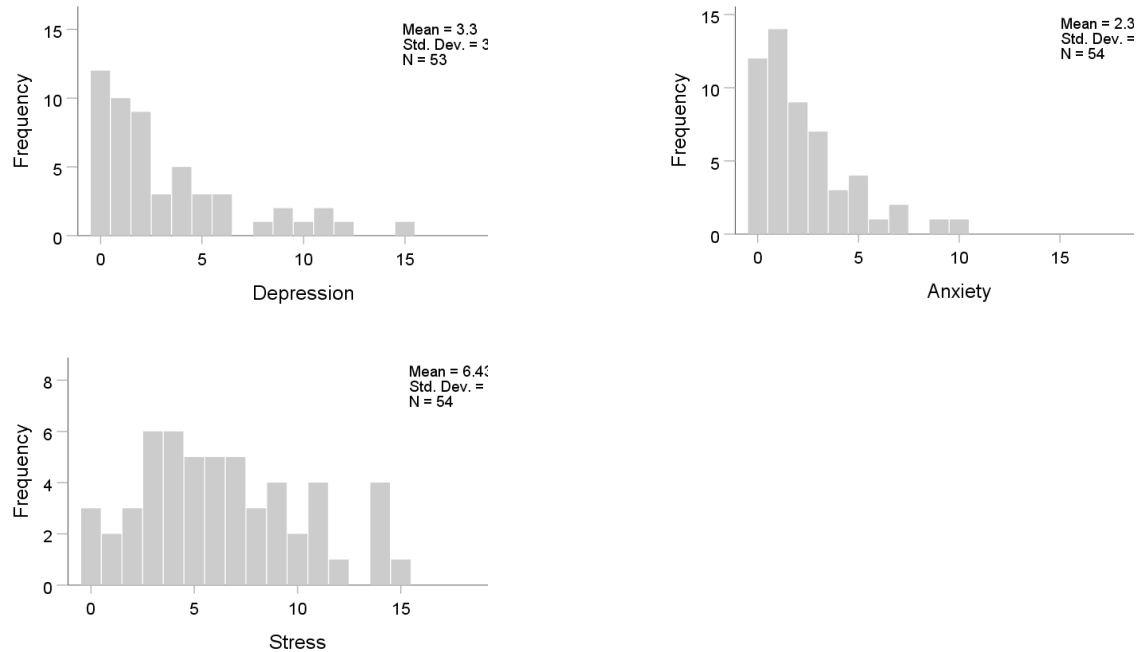 Mean = 3.3
Std. Dev. = 3
N = 53
15
10
5
0
Frequency
0 5 10 15
Depression
Mean = 2.3
Std. Dev. =
N = 54
15
10
5
0
Frequency
0 5 10 15
Anxiety
Mean = 6.43
Std. Dev. =
N = 54
8
6
4
2
0
Frequency
0 5 10 15
Stress